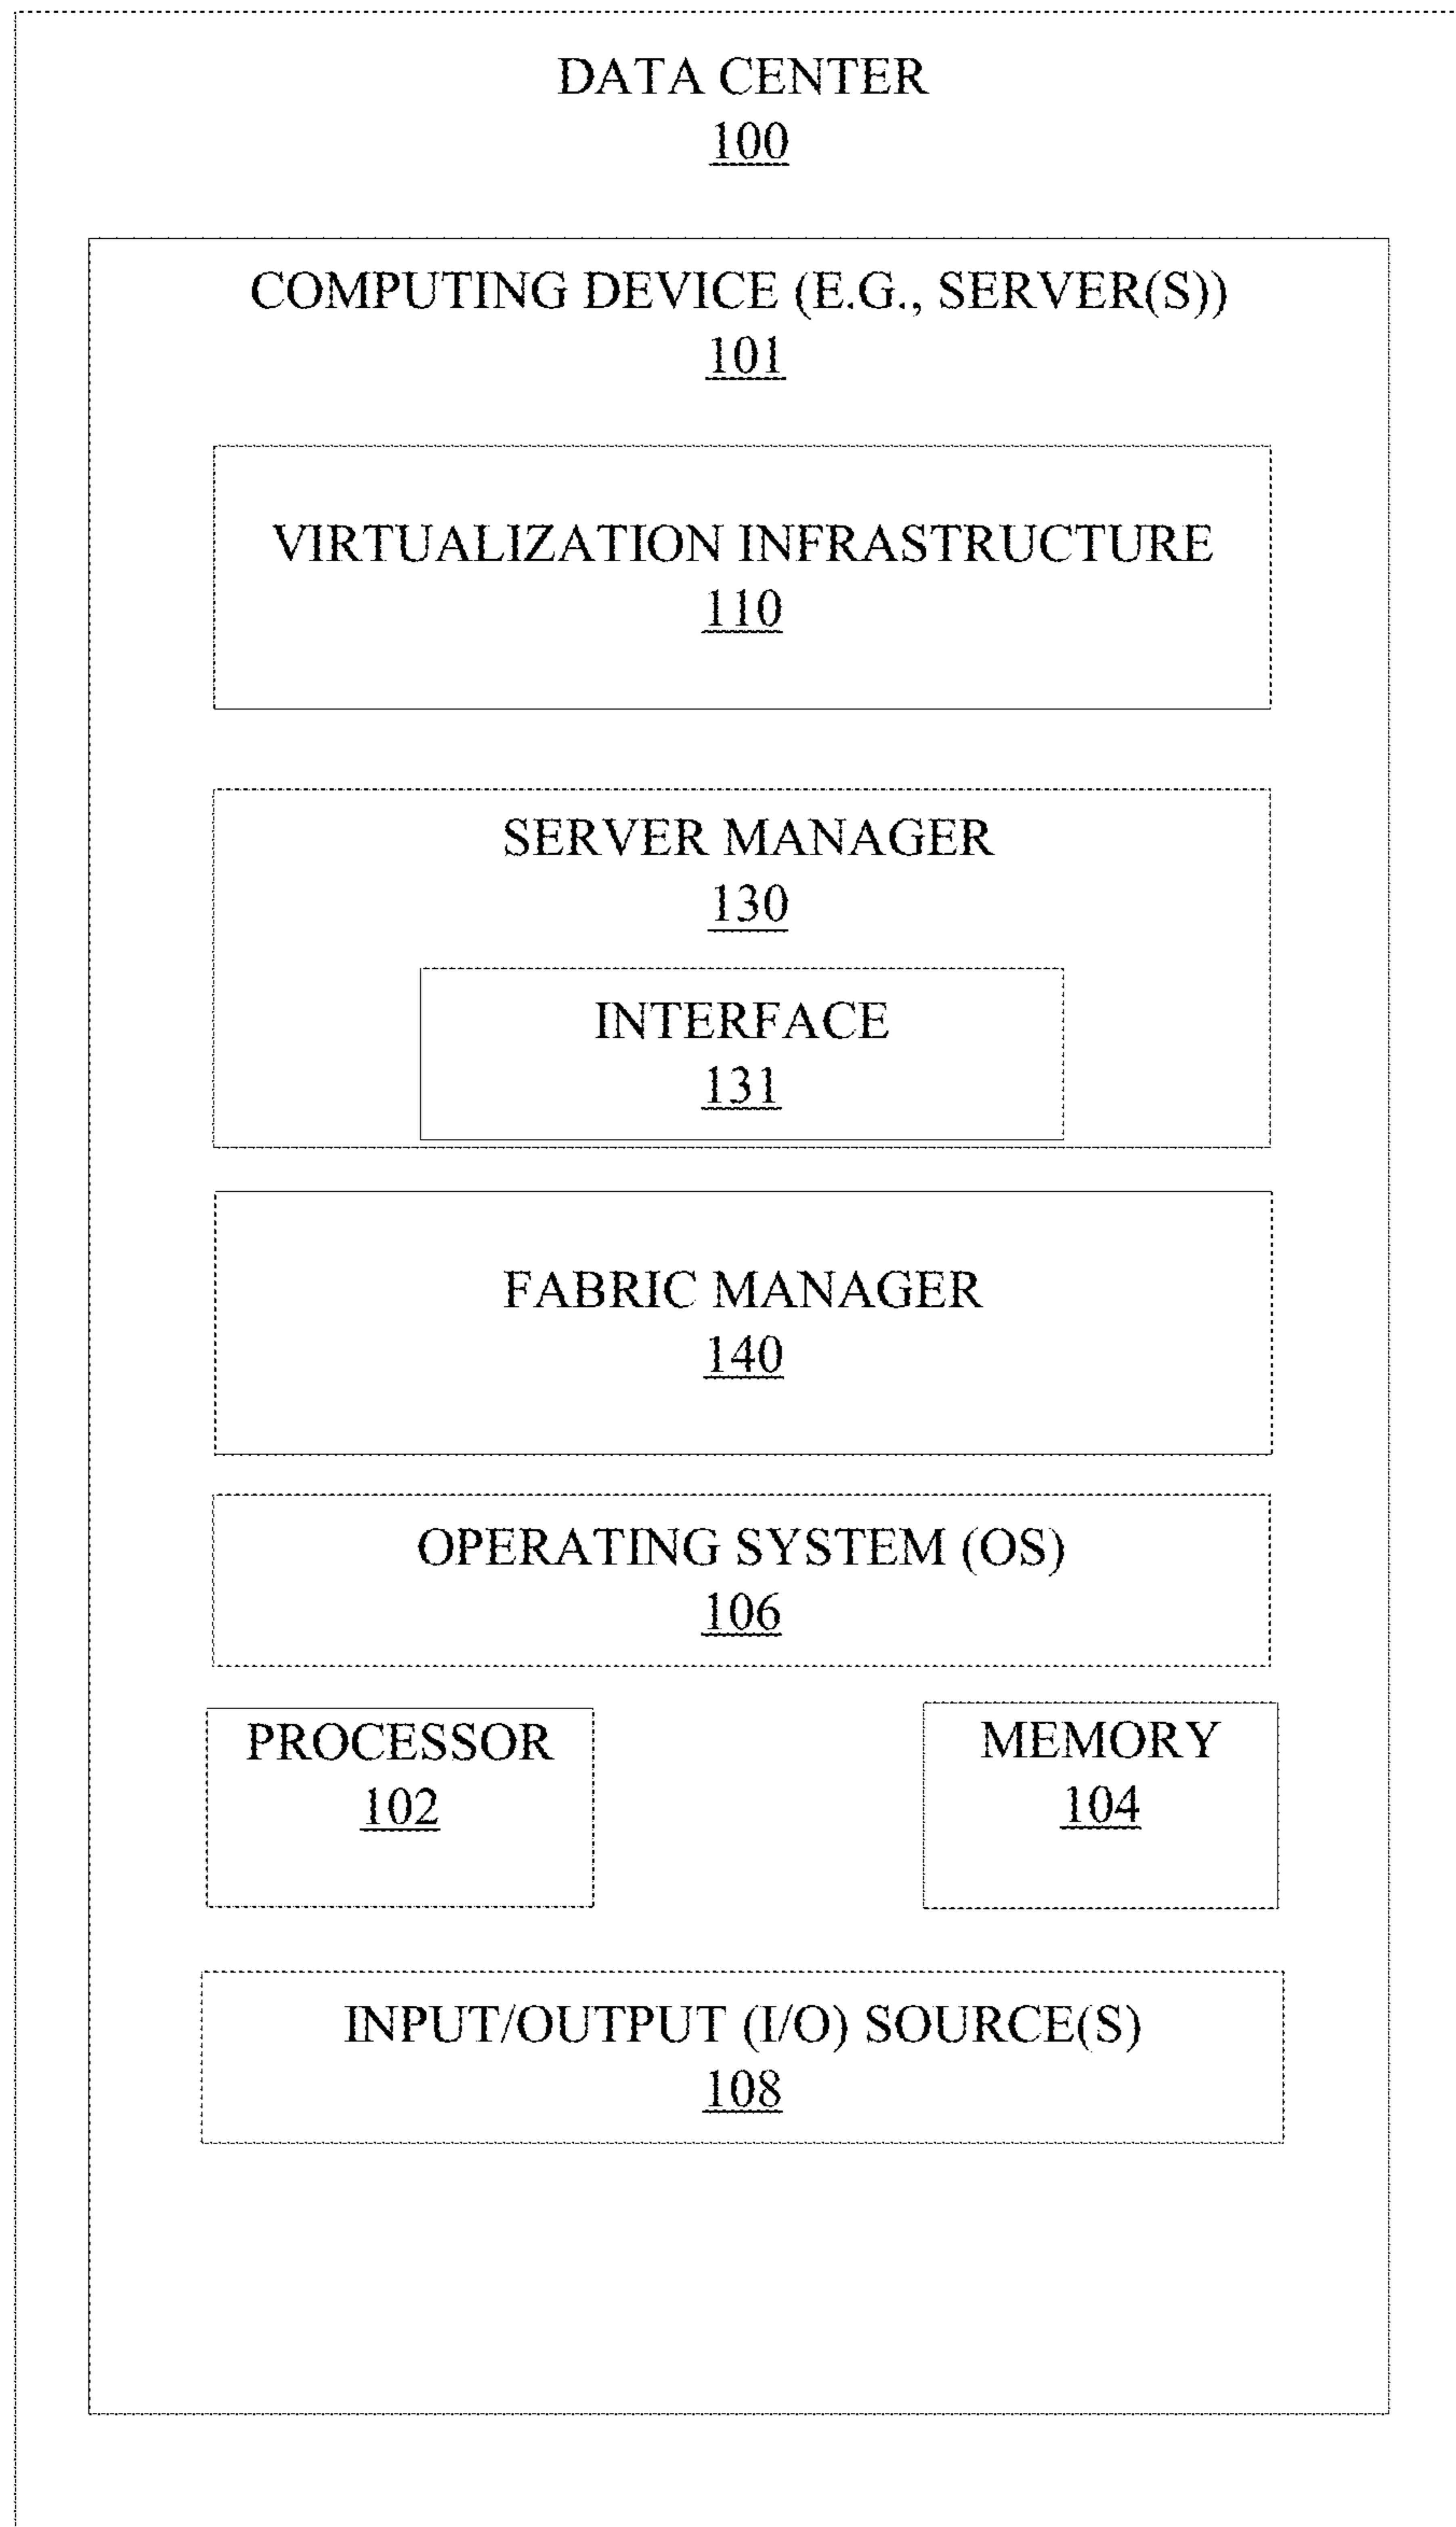 DATA CENTER
100
COMPUTING DEVICE (E.G., SERVER(S))
101
VIRTUALIZATION INFRASTRUCTURE
110
SERVER MANAGER
130
INTERFACE
131
FABRIC MANAGER
140
OPERATING SYSTEM (OS)
106
PROCESSOR
102
MEMORY
104
INPUT/OUTPUT (I/O) SOURCE(S)
108